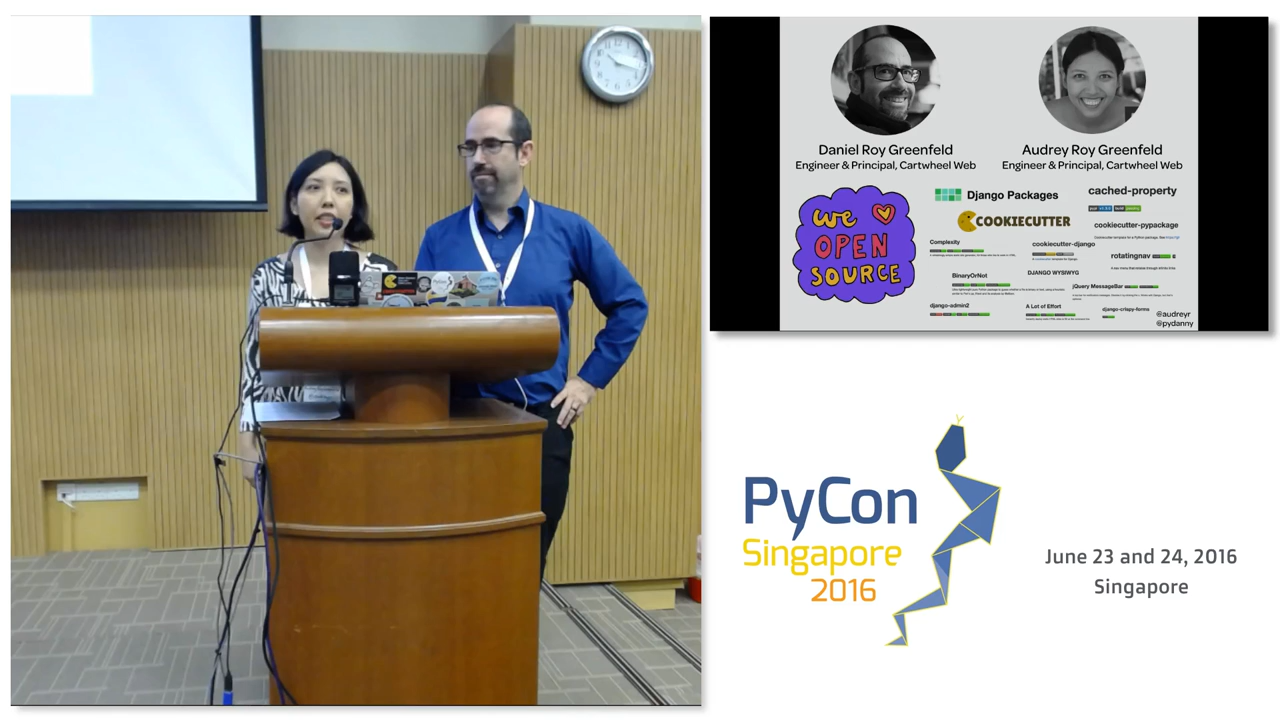 Daniel Roy Greenfeld
Engineer & Principal, Cartwheel Web
Audrey Roy Greenfeld
Engineer & Principal, Cartwheel Web
we
OPEN
SOURCE
Django Packages
COOKIECUTTER
cached-property
cookiecutter-pypackage
Complexity
cookiecutter-django
rotatingnav
BinaryOrNot
DJANGO WYSIWYG
jQuery MessageBar
django-admin2
A Lot of Effort
django-crispy-forms
@audreyr
@pydanny
PyCon
Singapore
2016
June 23 and 24, 2016
Singapore